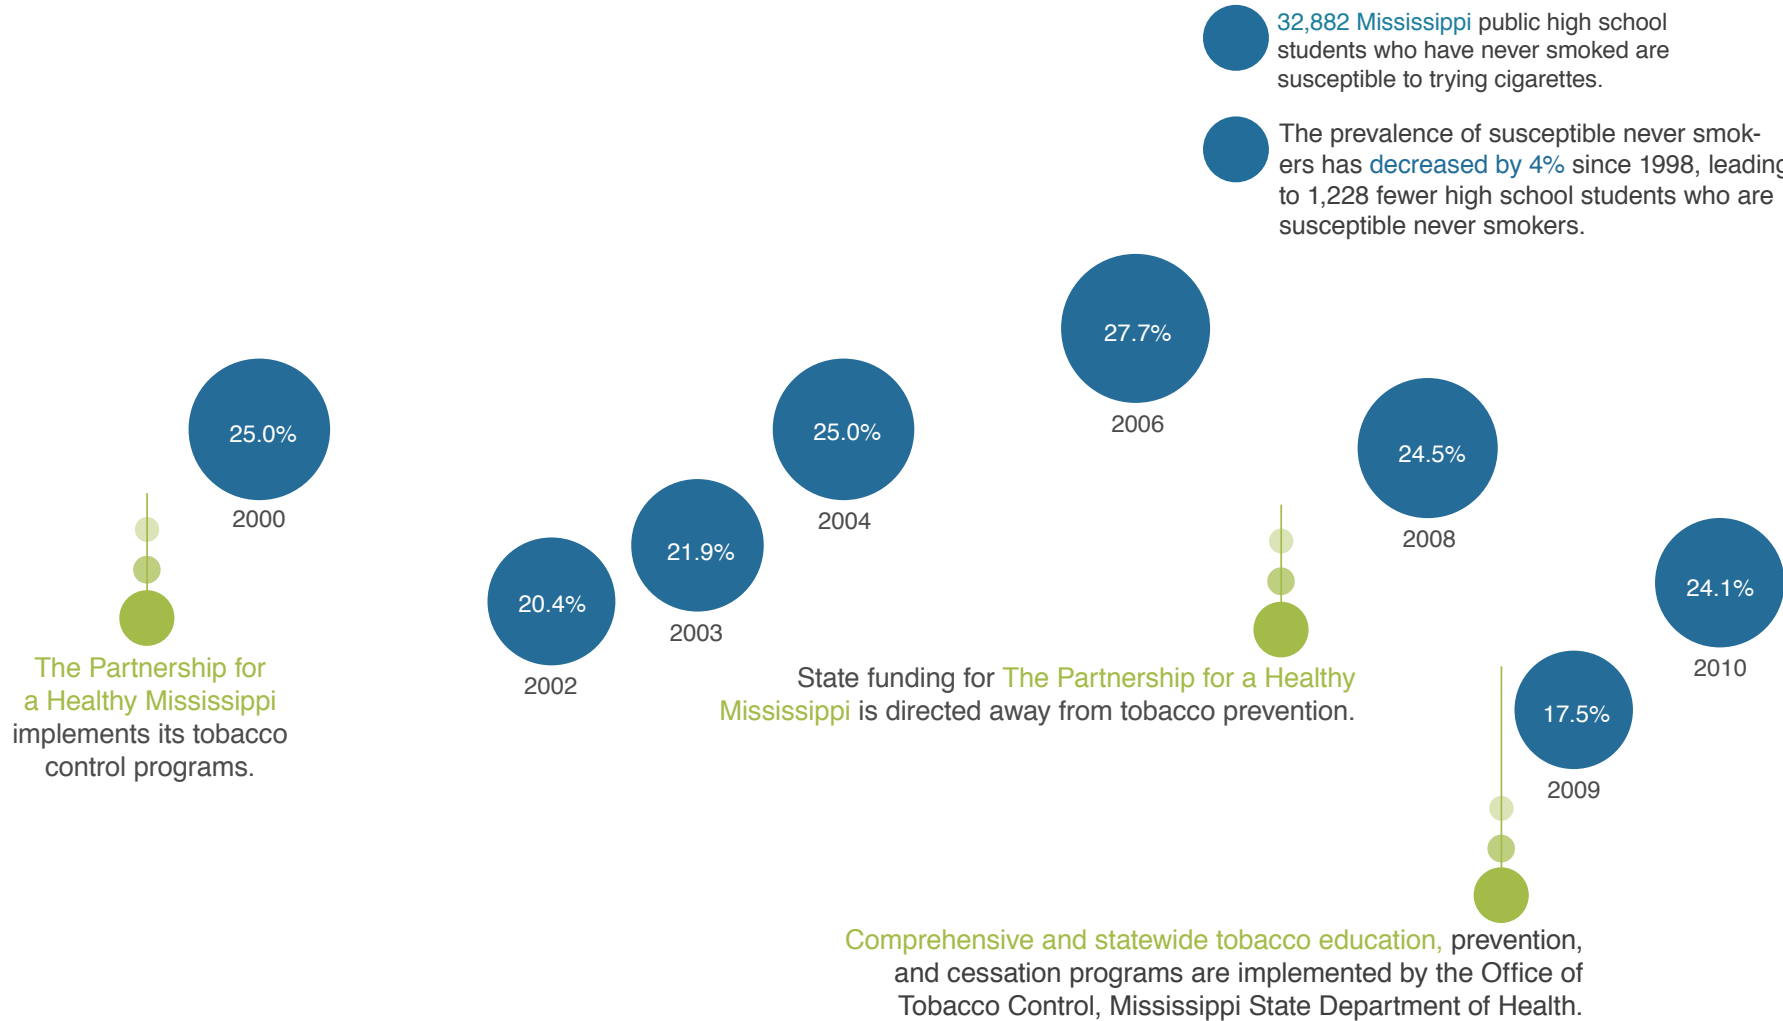 32,882 Mississippi public high school
students who have never smoked are
susceptible to trying cigarettes.
The prevalence of susceptible never smok-
ers has decreased by 4% since 1998, leading
to 1,228 fewer high school students who are
susceptible never smokers.
25.0%
2000
20.4%
2002
21.9%
2003
25.0%
2004
27.7%
2006
24.5%
2008
17.5%
2009
24.1%
2010
The Partnership for
a Healthy Mississippi
implements its tobacco
control programs.
State funding for The Partnership for a Healthy
Mississippi is directed away from tobacco prevention.
Comprehensive and statewide tobacco education, prevention,
and cessation programs are implemented by the Office of
Tobacco Control, Mississippi State Department of Health.